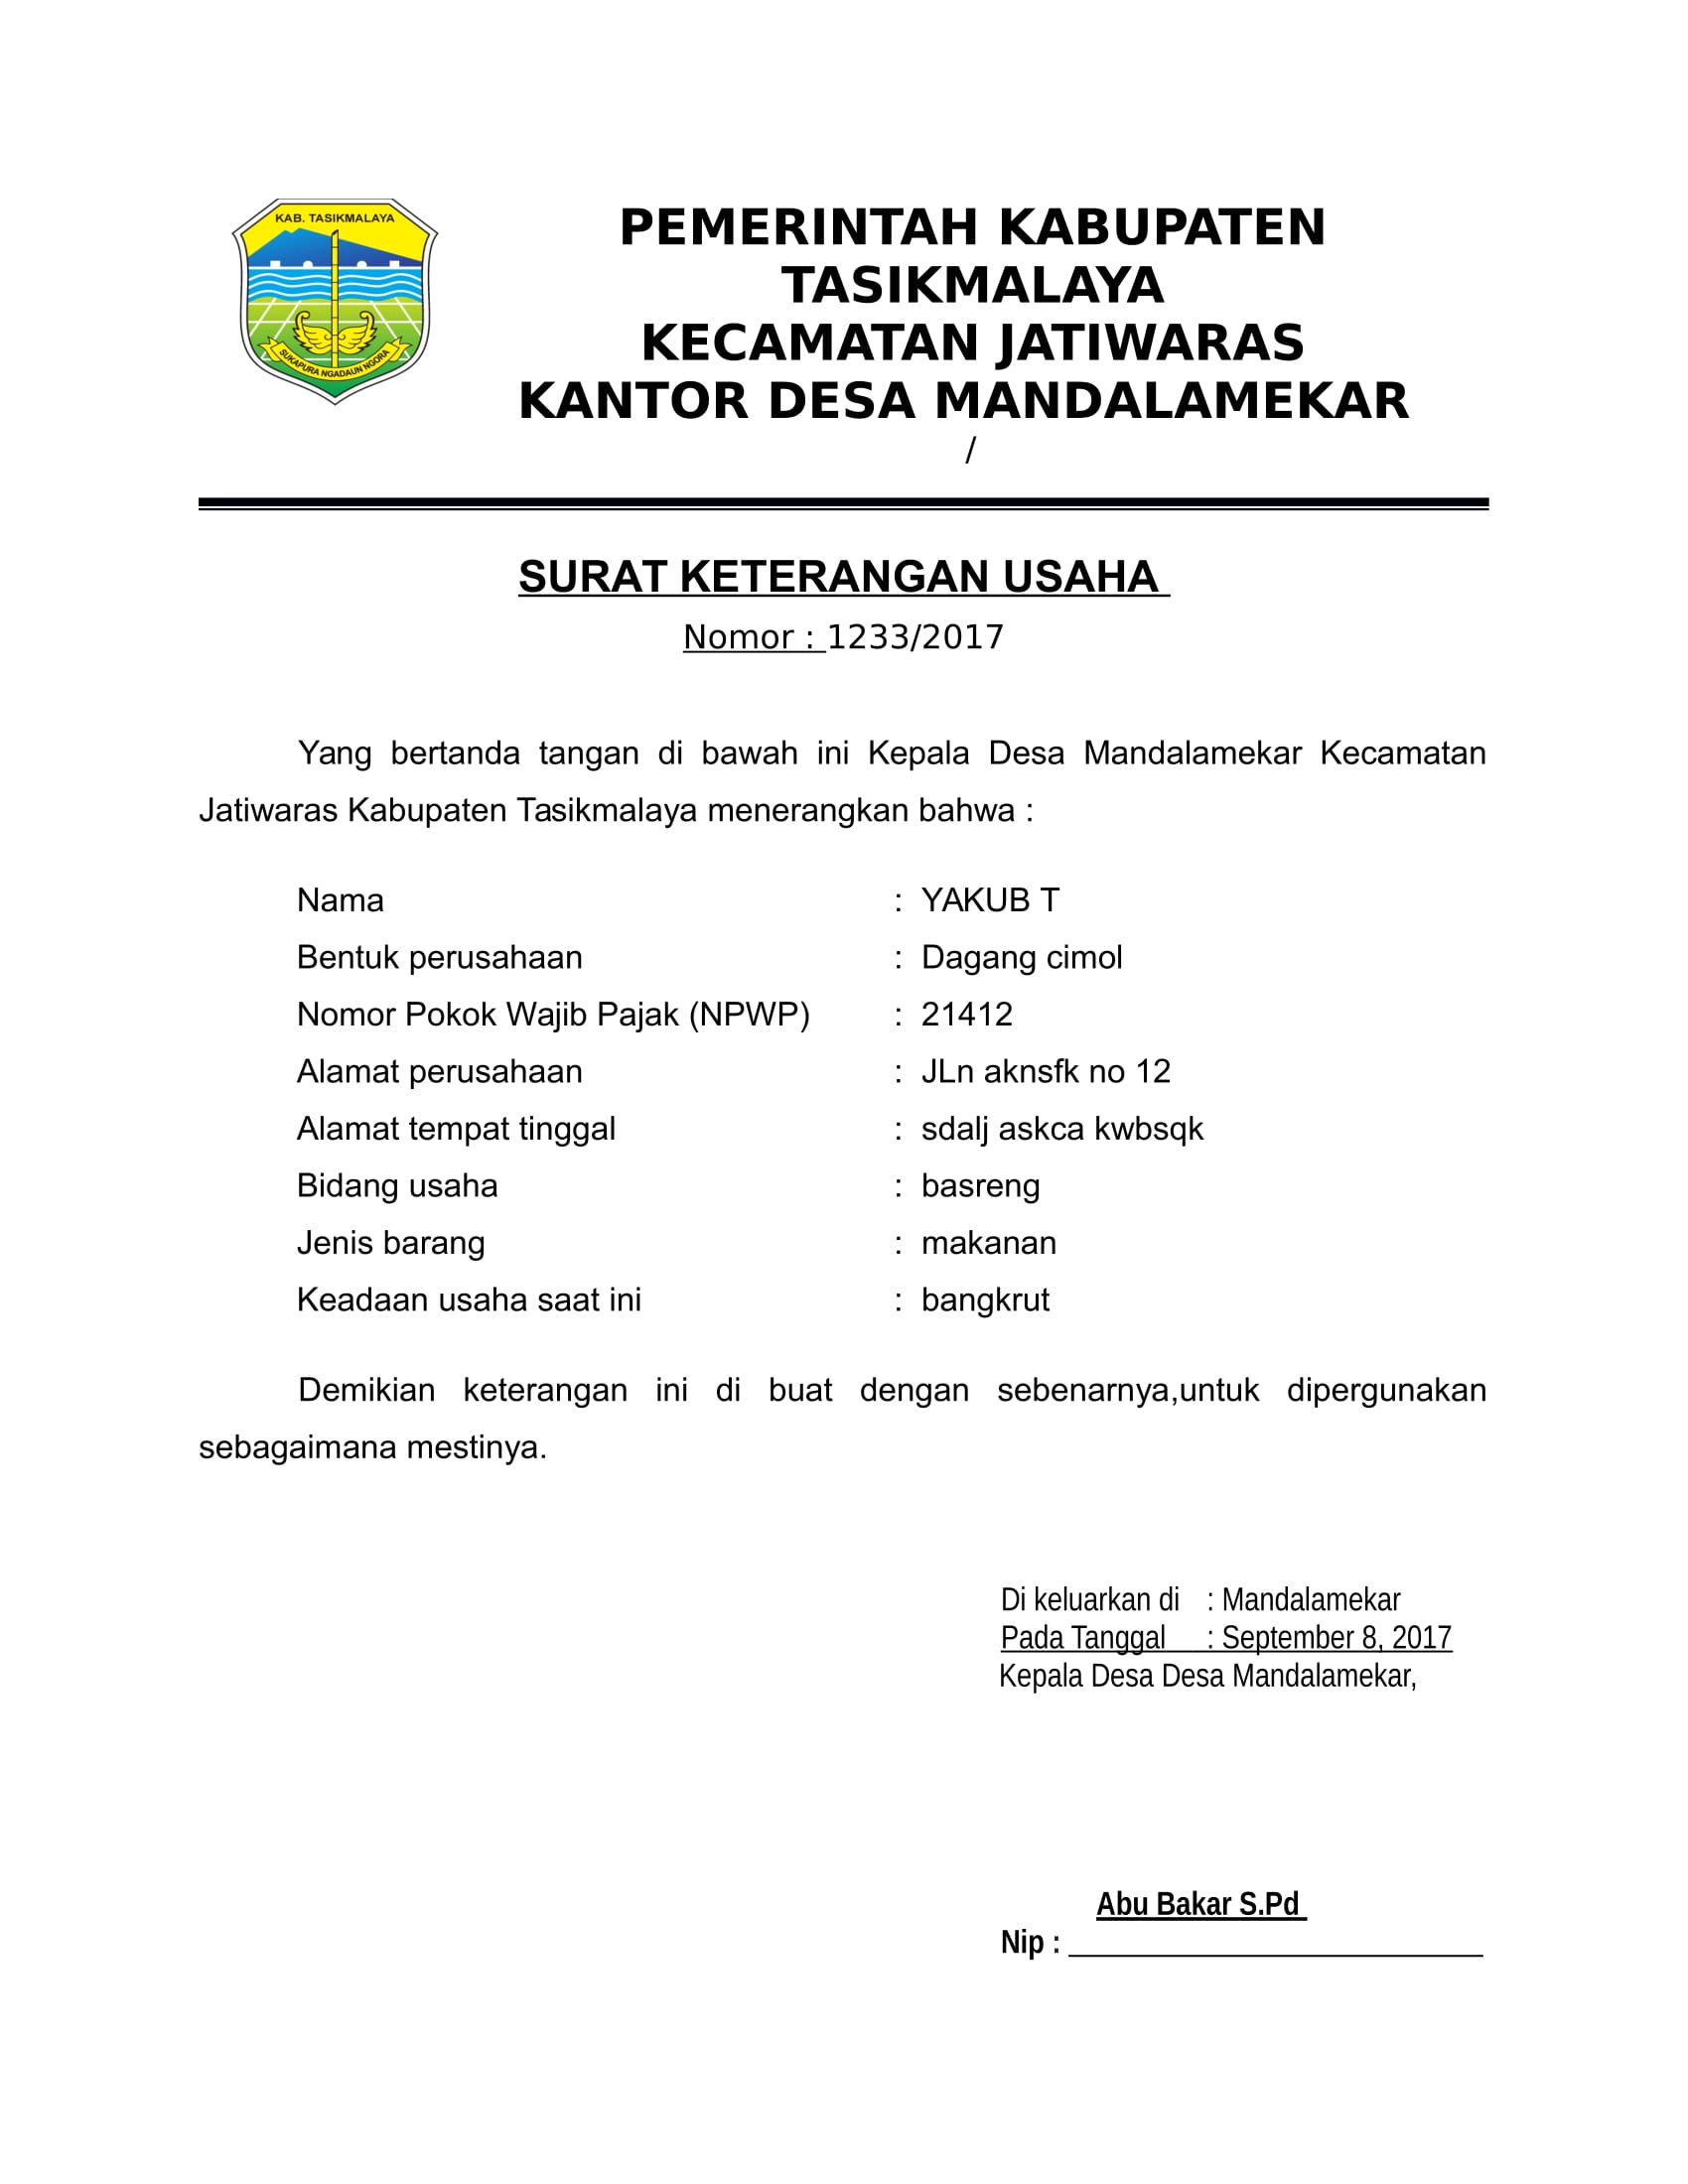 KAB. TASIKMALAYA
SUKAPURA NGADAUN NGORA
PEMERINTAH KABUPATEN
TASIKMALAYA
KECAMATAN JATIWARAS
KANTOR DESA MANDALAMEKAR
/
SURAT KETERANGAN USAHA
Nomor : 1233/2017
Yang bertanda tangan di bawah ini Kepala Desa Mandalamekar Kecamatan
Jatiwaras Kabupaten Tasikmalaya menerangkan bahwa :
Nama : YAKUB T
Bentuk perusahaan : Dagang cimol
Nomor Pokok Wajib Pajak (NPWP) : 21412
Alamat perusahaan : JLn aknsfk no 12
Alamat tempat tinggal : sdalj askca kwbsqk
Bidang usaha : basreng
Jenis barang : makanan
Keadaan usaha saat ini : bangkrut
Demikian keterangan ini di buat dengan sebenarnya,untuk dipergunakan
sebagaimana mestinya.
Di keluarkan di : Mandalamekar
Pada Tanggal : September 8, 2017
Kepala Desa Desa Mandalamekar,
Abu Bakar S.Pd
Nip :